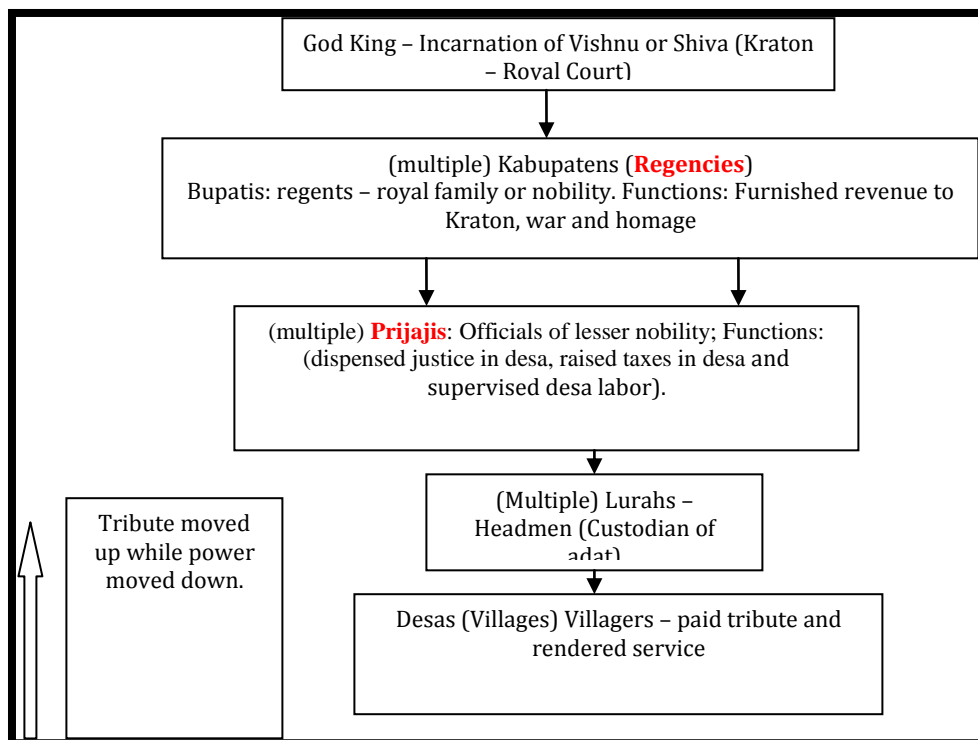 God King – Incarnation of Vishnu or Shiva (Kraton
– Royal Court)
(multiple) Kabupatens (Regencies)
Bupatis: regents – royal family or nobility. Functions: Furnished revenue to
Kraton, war and homage
(multiple) Prijajis: Officials of lesser nobility; Functions:
(dispensed justice in desa, raised taxes in desa and
supervised desa labor).
(Multiple) Lurahs –
Headmen (Custodian of
adat)
Tribute moved
up while power
moved down.
Desas (Villages) Villagers – paid tribute and
rendered service